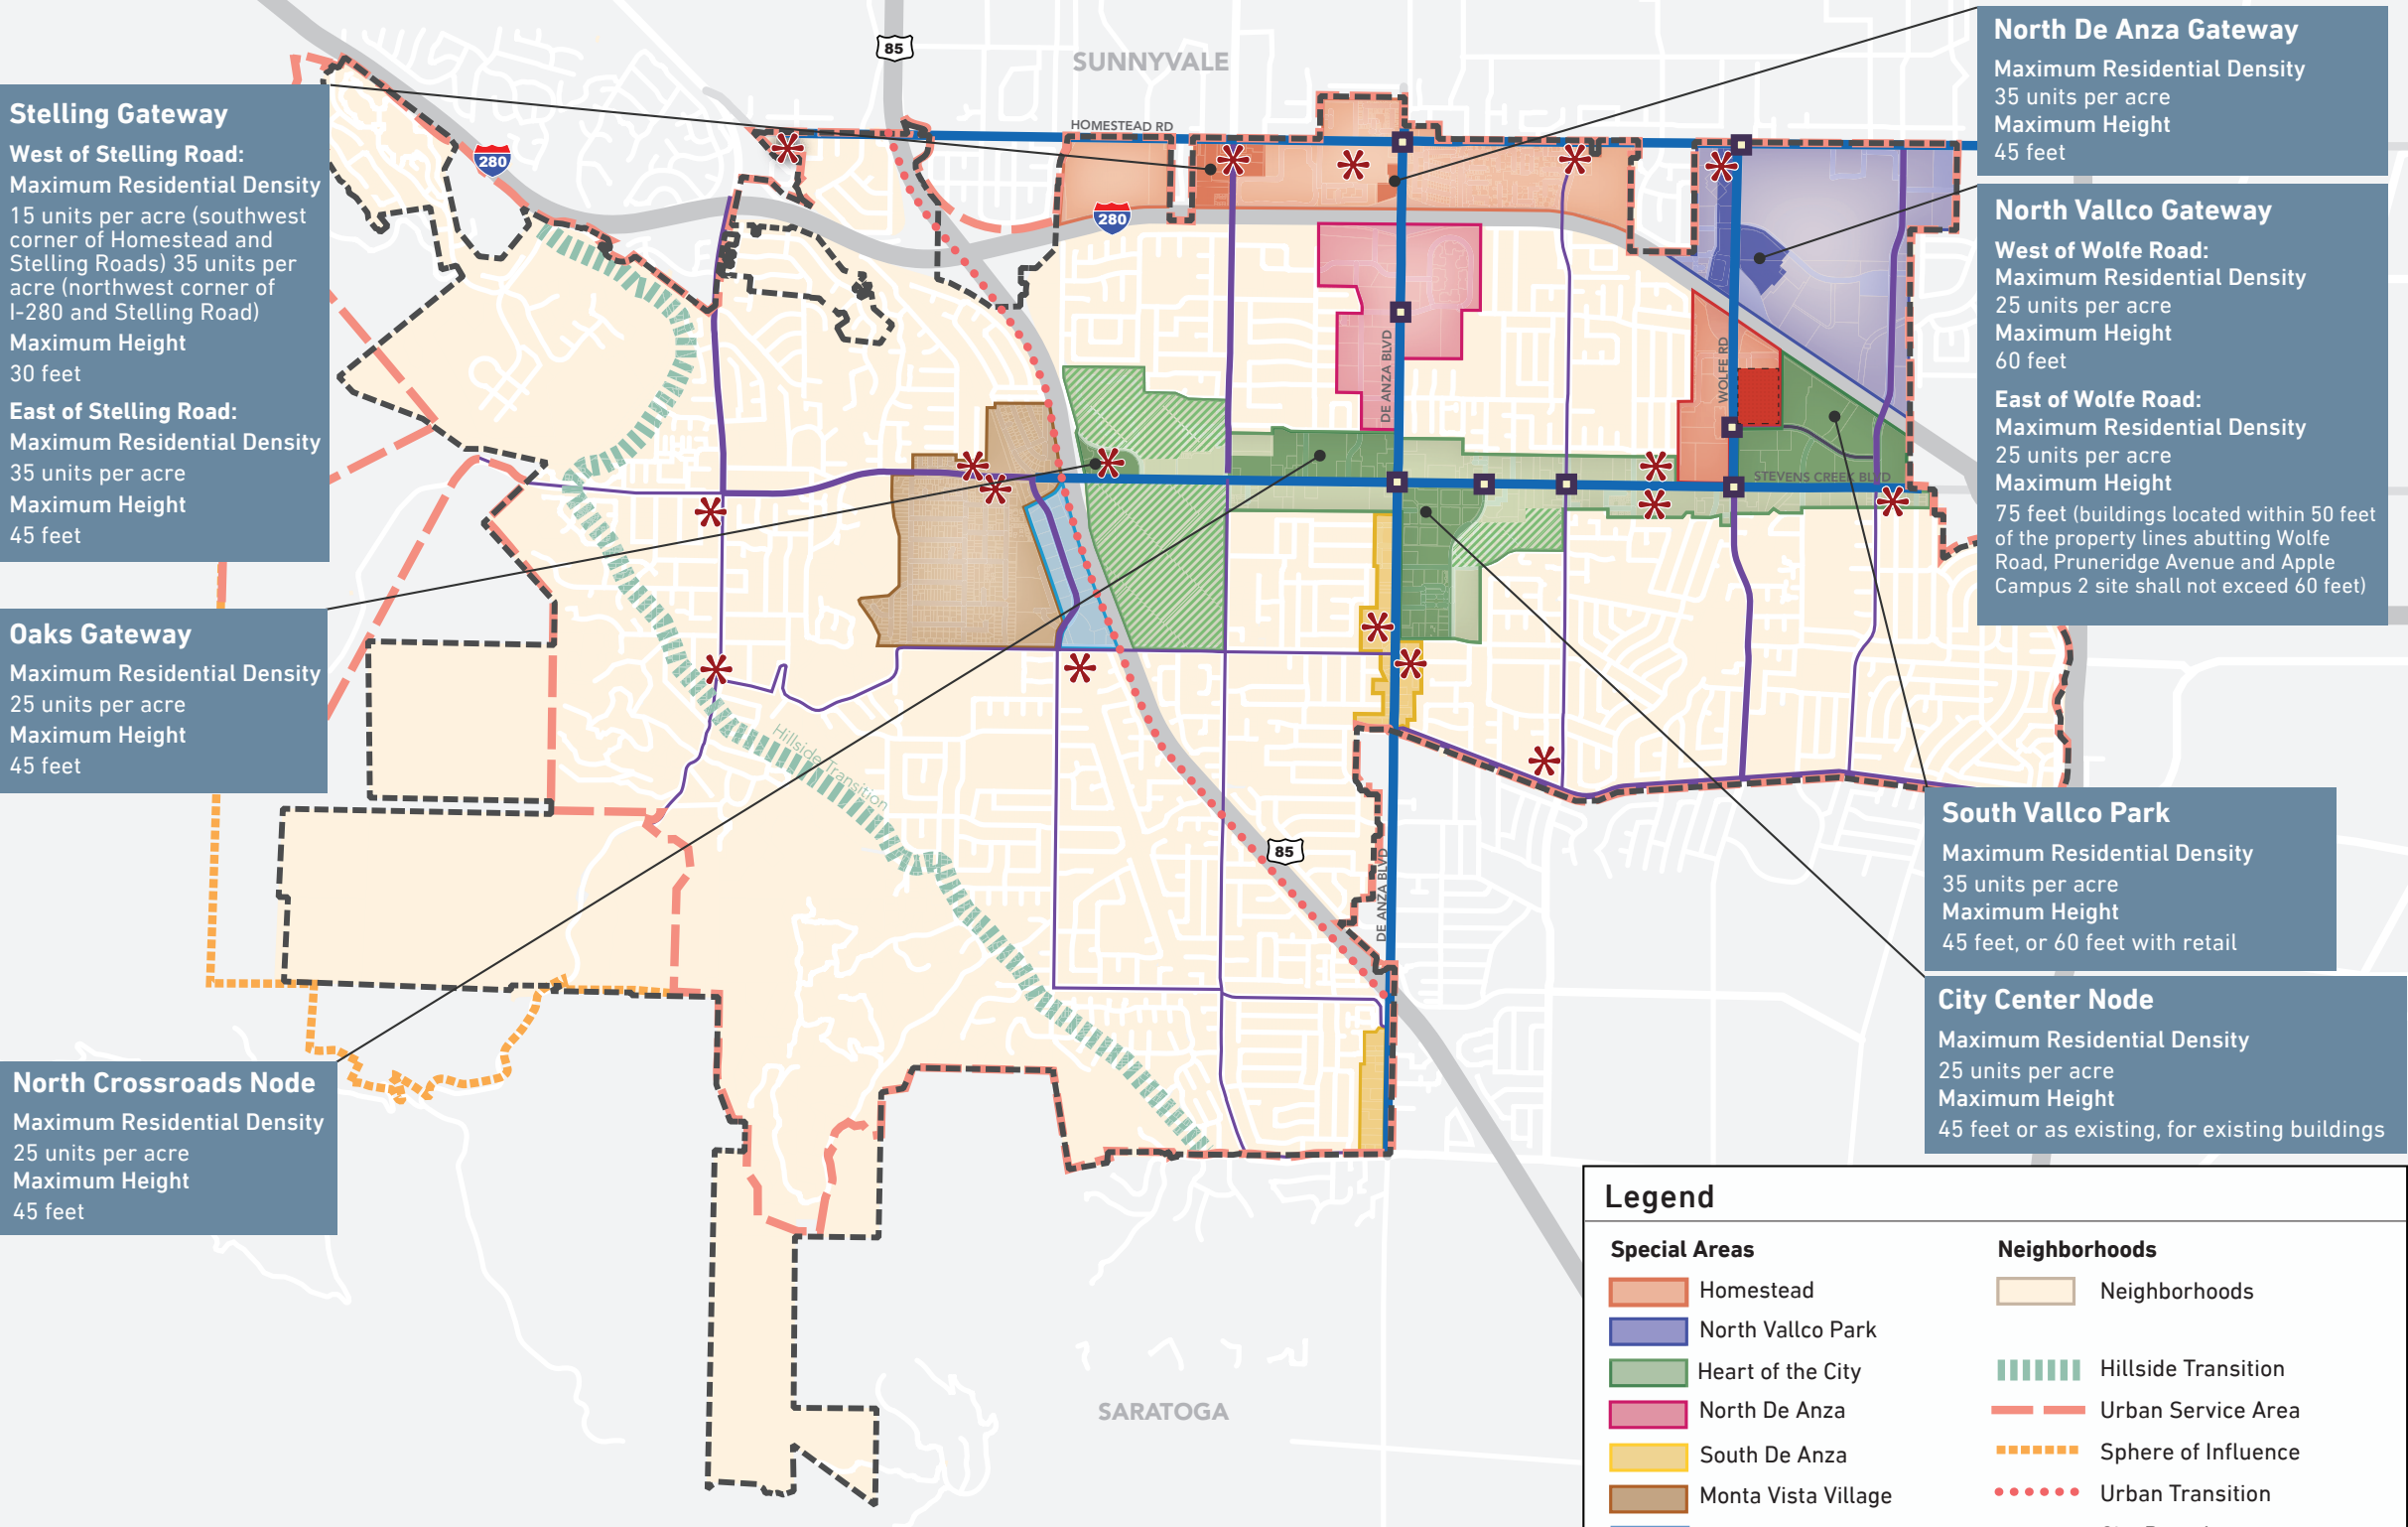 Stelling Gateway
West of Stelling Road:
Maximum Residential Density
15 units per acre (southwest
corner of Homestead and
Stelling Roads) 35 units per
acre (northwest corner of
I-280 and Stelling Road)
Maximum Height
30 feet
East of Stelling Road:
Maximum Residential Density
35 units per acre
Maximum Height
45 feet
Oaks Gateway
Maximum Residential Density
25 units per acre
Maximum Height
45 feet
North Crossroads Node
Maximum Residential Density
25 units per acre
Maximum Height
45 feet
85
SUNNYVALE
HOMESTEAD RD
280
280
DE ANZA BLVD
WOLFE RD
STEVENS CREEK BLVD
Hillside Transition
85
DE ANZA BLVD
SARATOGA
North De Anza Gateway
Maximum Residential Density
35 units per acre
Maximum Height
45 feet
North Vallco Gateway
West of Wolfe Road:
Maximum Residential Density
25 units per acre
Maximum Height
60 feet
East of Wolfe Road:
Maximum Residential Density
25 units per acre
Maximum Height
75 feet (buildings located within 50 feet
of the property lines abutting Wolfe
Road, Pruneridge Avenue and Apple
Campus 2 site shall not exceed 60 feet)
South Vallco Park
Maximum Residential Density
35 units per acre
Maximum Height
45 feet, or 60 feet with retail
City Center Node
Maximum Residential Density
25 units per acre
Maximum Height
45 feet or as existing, for existing buildings
Legend
Special Areas
Homestead
North Vallco Park
Heart of the City
North De Anza
South De Anza
Monta Vista Village
Neighborhoods
Neighborhoods
Hillside Transition
Urban Service Area
Sphere of Influence
Urban Transition